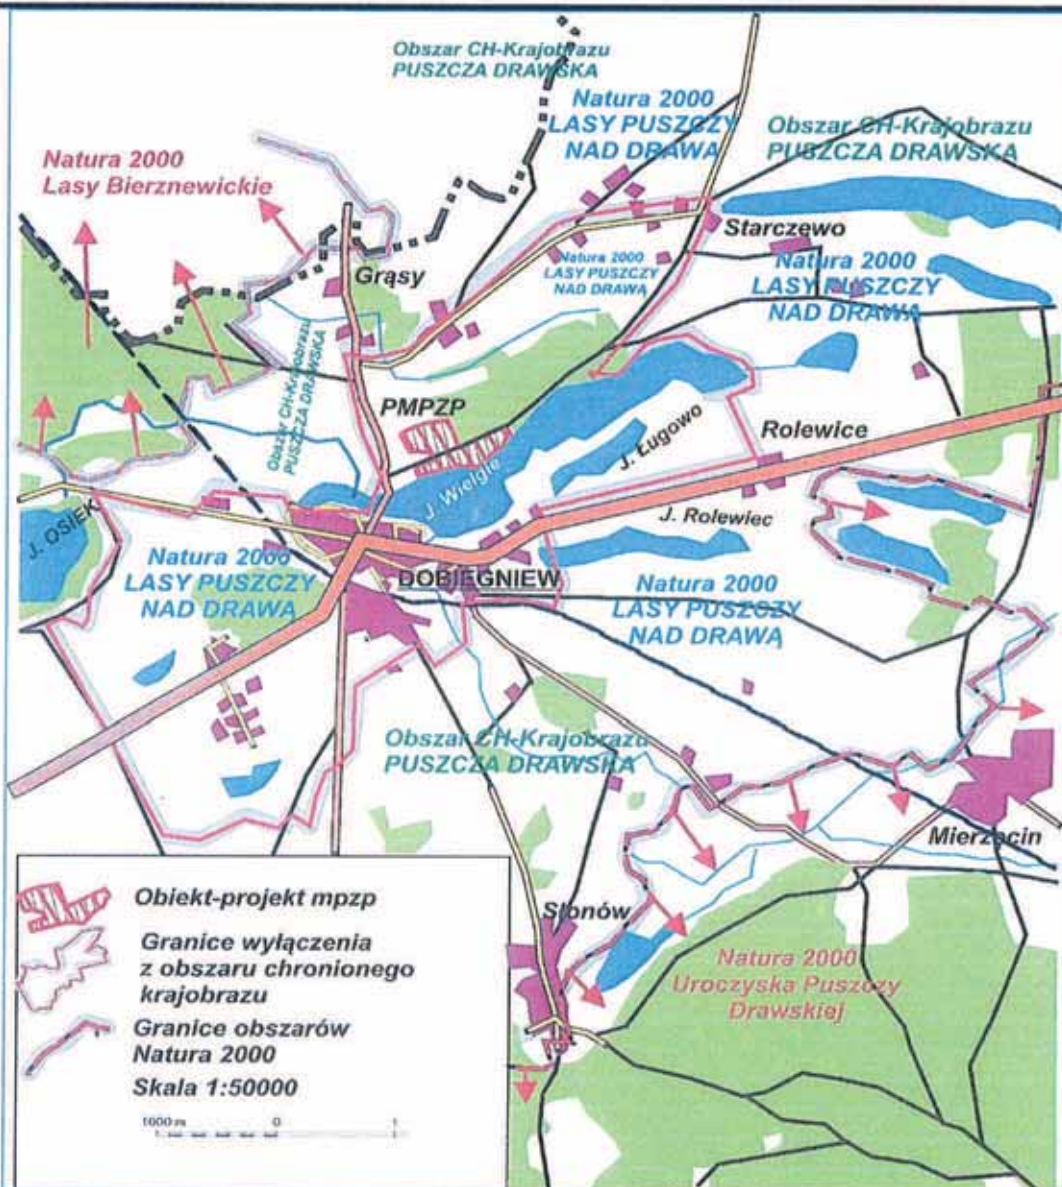 Obszar CH-Krajobrazu
PUSZCZA DRAWSKA
Natura 2000
LASY PUSZCZY
NAD DRAWĄ
Obszar CH-Krajobrazu
PUSZCZA DRAWSKA
Natura 2000
Lasy Bierznewickie
Starczewo
Grąsy
Natura 2000
LASY PUSZCZY
NAD DRAWĄ
Natura 2000
LASY PUSZCZY
NAD DRAWĄ
Obszar CH-Krajobrazu
PUSZCZA DRAWSKA
PMPZP
J. Wielgie
J. Ługowo
Rolewice
J. Rolewiec
J. OSIEK
Natura 2000
LASY PUSZCZY
NAD DRAWĄ
DOBIEGNIEW
Natura 2000
LASY PUSZCZY
NAD DRAWĄ
Obszar CH-Krajobrazu
PUSZCZA DRAWSKA
Mierzęcin
Słonów
Natura 2000
Uroczyska Puszczy
Drawskiej
Obiekt-projekt mpzp
Granice wyłączenia
z obszaru chronionego
krajobrazu
Granice obszarów
Natura 2000
Skala 1:50000
1000 m 0 1